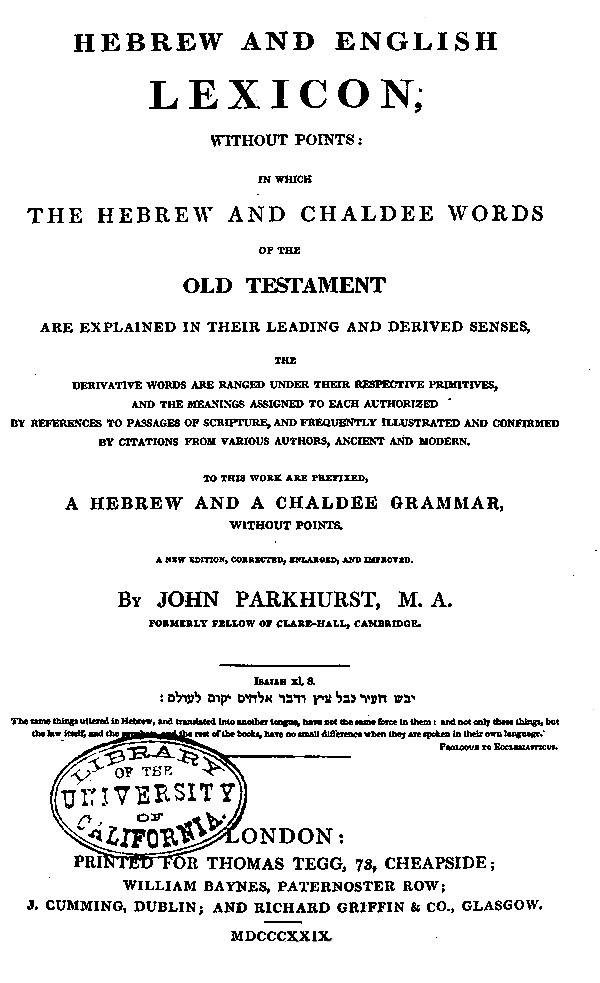 HEBREW AND ENGLISH
LEXICON,
WITHOUT POINTS:
IN WHICH
THE HEBREW AND CHALDEE WORDS
OF THE
OLD TESTAMENT
ARE EXPLAINED IN THEIR LEADING AND DERIVED SENSES,
THE
DERIVATIVE WORDS ARE RANGED UNDER THEIR RESPECTIVE PRIMITIVES,
AND THE MEANINGS ASSIGNED TO EACH AUTHORIZED
BY REFERENCES TO PASSAGES OF SCRIPTURE, AND FREQUENTLY ILLUSTRATED AND CONFIRMED
BY CITATIONS FROM VARIOUS AUTHORS, ANCIENT AND MODERN.
TO THIS WORK ARE PREFIXED,
A HEBREW AND A CHALDEE GRAMMAR,
WITHOUT POINTS.
A NEW EDITION, CORRECTED, ENLARGED, AND IMPROVED.
BY JOHN PARKHURST, M. A.
FORMERLY FELLOW OF CLARE-HALL, CAMBRIDGE.
ISAIAH xl. 8.
יבש חציר נבל ציץ ודבר אלהים יקום לעולם :
The same things uttered in Hebrew, and translated into another tongue, have not the same force in them: and not only these things, but
the law itself, and the prophets, and the rest of the books, have no small difference when they are spoken in their own language.
PROLOGUE TO ECCLESIASTICUS.
LIBRARY
OF THE
UNIVERSITY
OF
CALIFORNIA.
LONDON:
PRINTED FOR THOMAS TEGG, 73, CHEAPSIDE;
WILLIAM BAYNES, PATERNOSTER ROW;
J. CUMMING, DUBLIN; AND RICHARD GRIFFIN & CO., GLASGOW.
MDCCCXXIX.